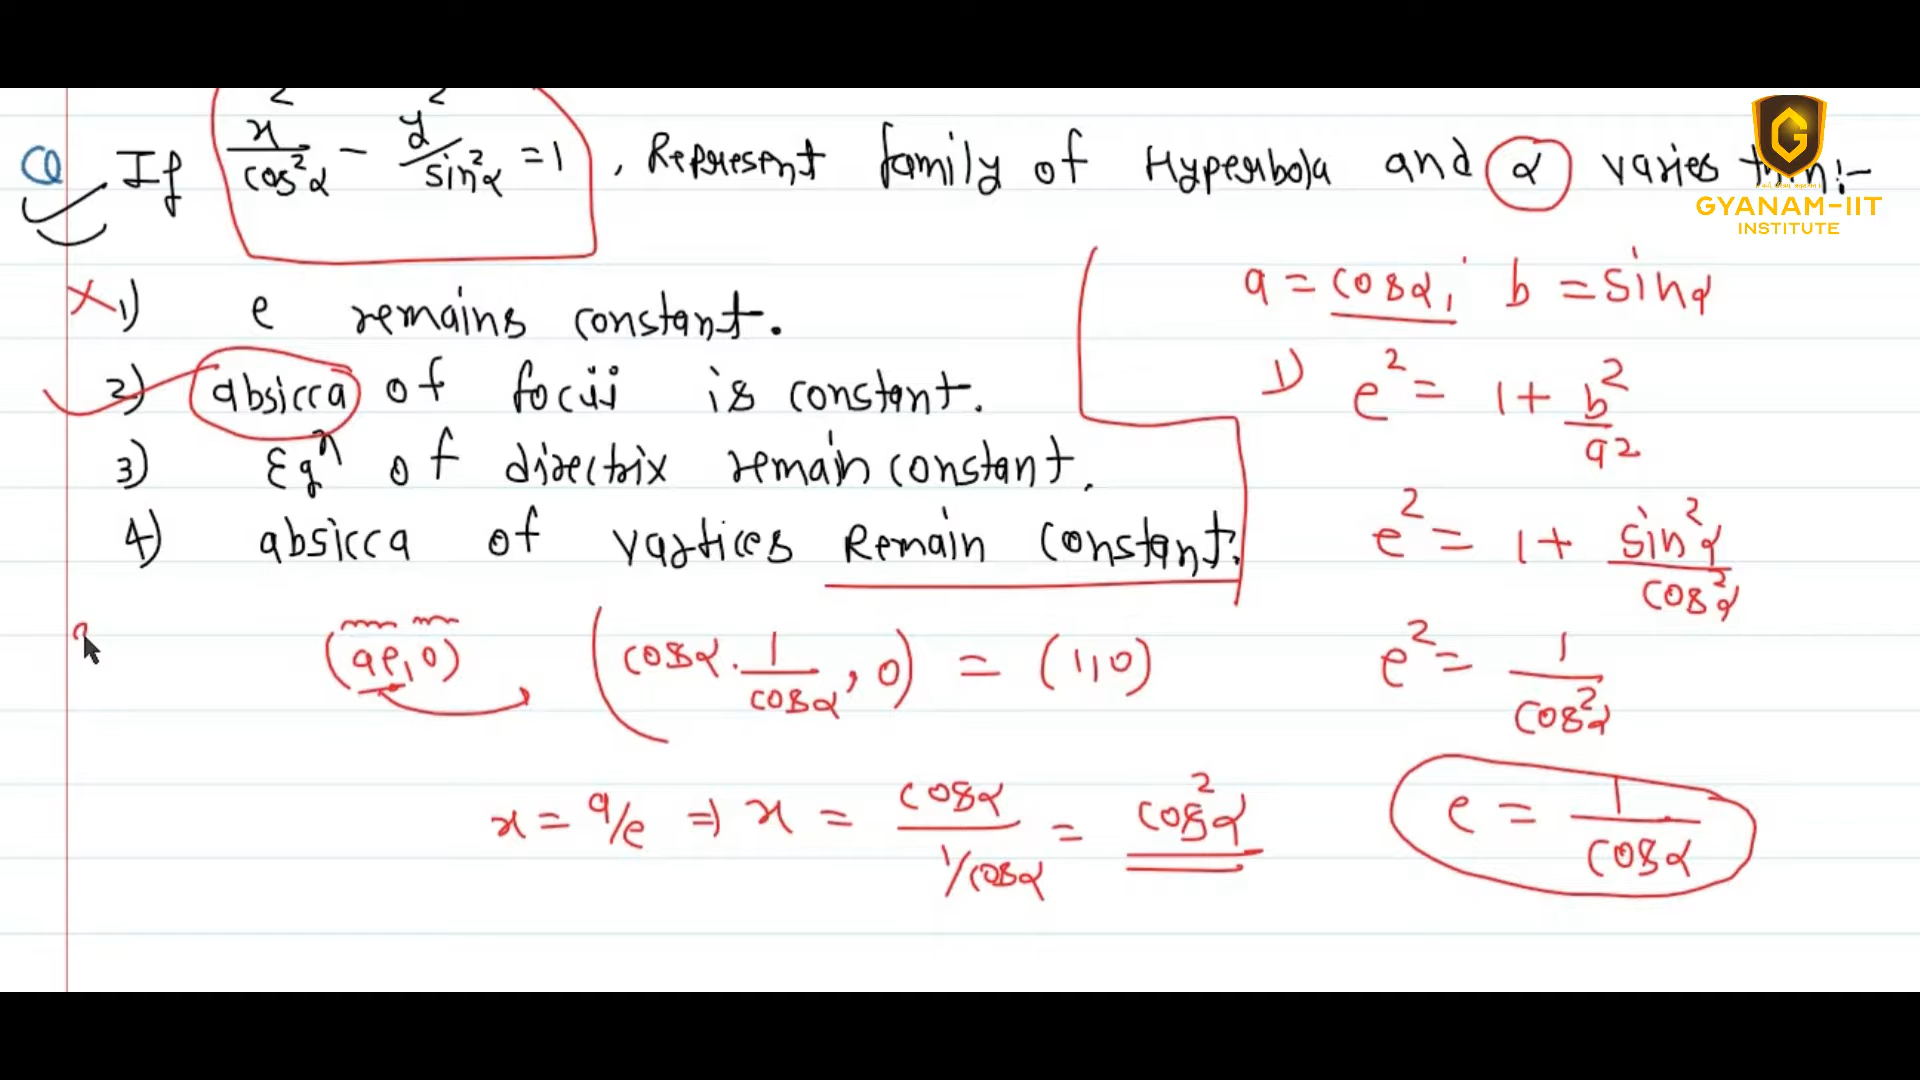 Q If x²/cos²α - y²/sin²α = 1, Represent family of Hyperbola and α varies then:-
GYANAM-IIT
INSTITUTE
1) e remains constant.
2) absicca of focii is constant.
3) Eqⁿ of directrix remain constant.
4) absicca of vartices Remain constant.
a = cosα, b = sinα
1) e² = 1 + b²/a²
e² = 1 + sin²α/cos²α
(ae, 0) (cosα · 1/cosα, 0) = (1, 0)
e² = 1/cos²α
x = a/e ⇒ x = cosα/1/cosα = cos²α
e = 1/cosα